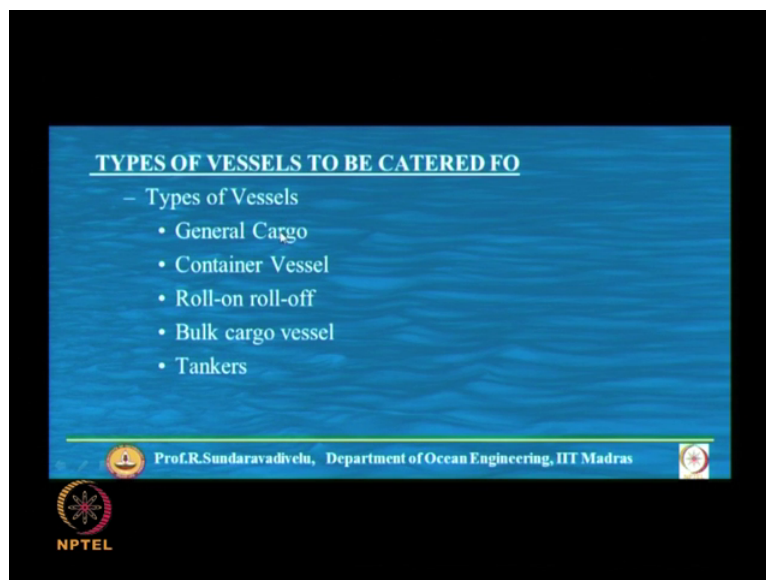 TYPES OF VESSELS TO BE CATERED FO
– Types of Vessels
• General Cargo
• Container Vessel
• Roll-on roll-off
• Bulk cargo vessel
• Tankers
Prof.R.Sundaravadivelu, Department of Ocean Engineering, IIT Madras
NPTEL